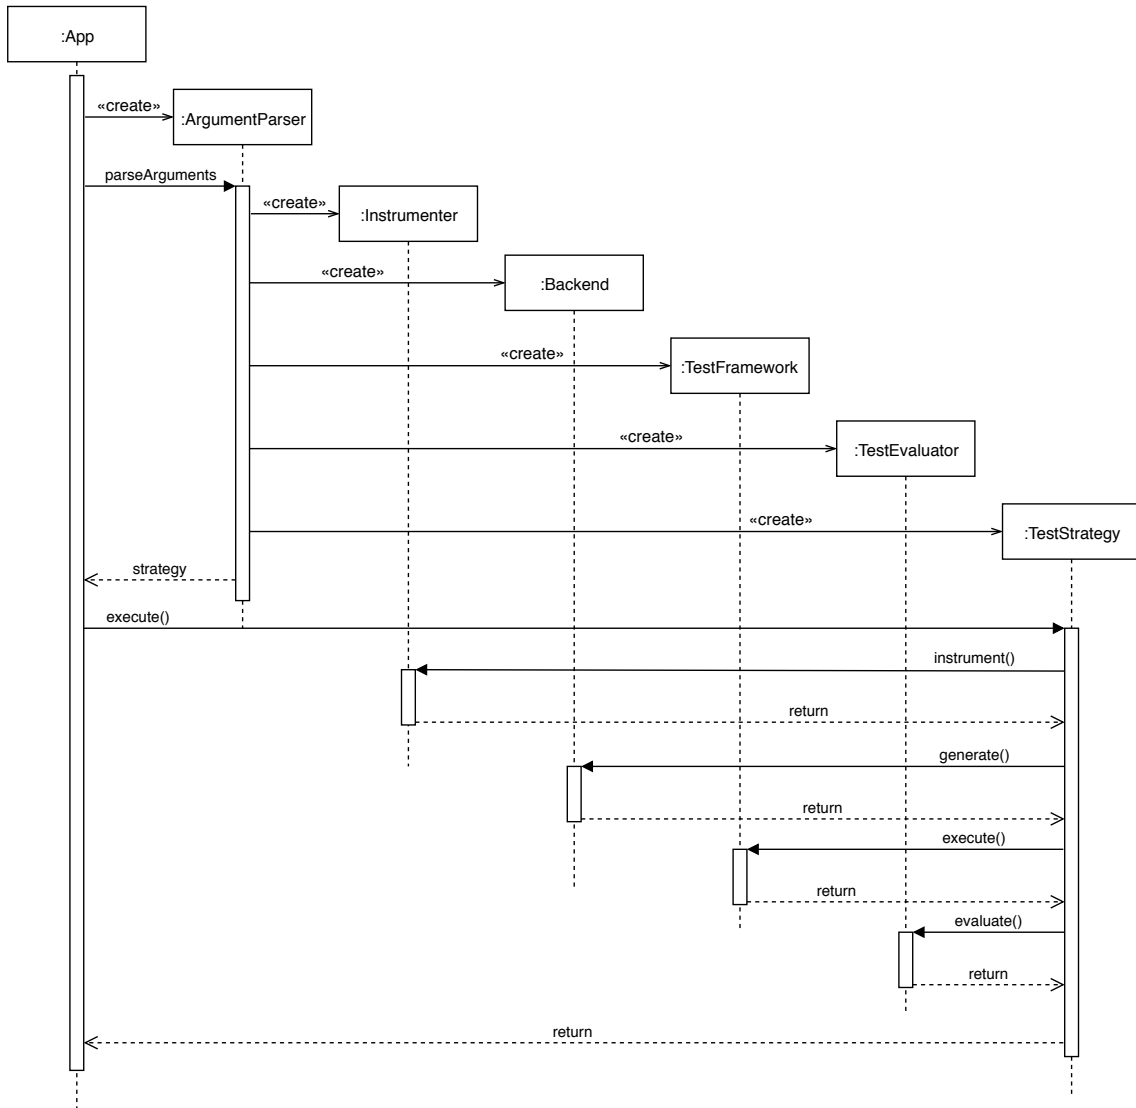 :App
«create»
:ArgumentParser
parseArguments
«create»
:Instrumenter
«create»
:Backend
«create»
:TestFramework
«create»
:TestEvaluator
«create»
:TestStrategy
strategy
execute()
instrument()
return
generate()
return
execute()
return
evaluate()
return
return